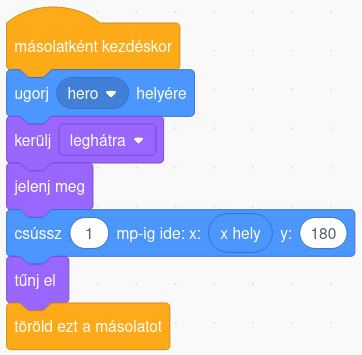 másolatként kezdéskor
ugorj hero helyére
kerülj leghátra
jelenj meg
csússz 1 mp-ig ide: x: x hely y: 180
tűnj el
töröld ezt a másolatot